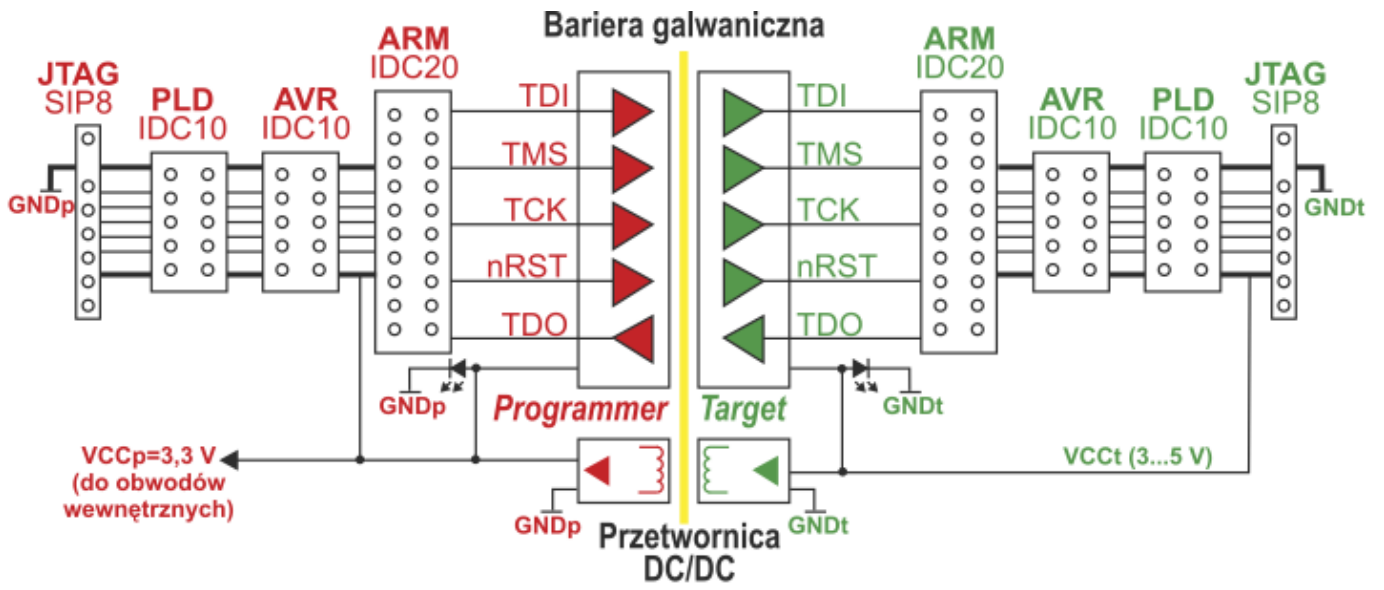 Bariera galwaniczna
JTAG
SIP8
PLD
IDC10
AVR
IDC10
ARM
IDC20
TDI
TMS
TCK
nRST
TDO
GNDp
GNDp
Programmer
VCCp=3,3 V
(do obwodów
wewnętrznych)
GNDp
TDI
TMS
TCK
nRST
TDO
ARM
IDC20
AVR
IDC10
PLD
IDC10
JTAG
SIP8
GNDt
GNDt
Target
VCCt (3...5 V)
GNDt
Przetwornica
DC/DC